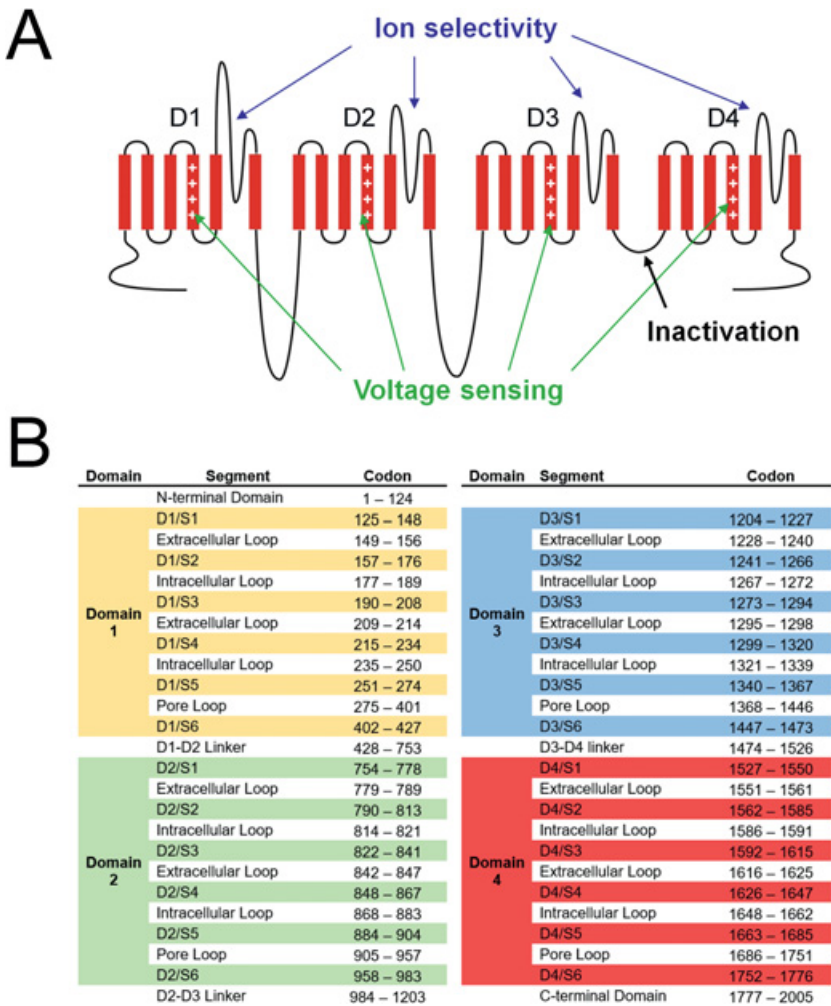 A
Ion selectivity
D1
D2
D3
D4
+ + + +
+ + + +
+ + + +
+ + + +
Inactivation
Voltage sensing
B
Domain Segment Codon
N-terminal Domain 1 – 124
D1/S1 125 – 148
Extracellular Loop 149 – 156
D1/S2 157 – 176
Intracellular Loop 177 – 189
D1/S3 190 – 208
Domain 1
Extracellular Loop 209 – 214
D1/S4 215 – 234
Intracellular Loop 235 – 250
D1/S5 251 – 274
Pore Loop 275 – 401
D1/S6 402 – 427
D1-D2 Linker 428 – 753
D2/S1 754 – 778
Extracellular Loop 779 – 789
D2/S2 790 – 813
Intracellular Loop 814 – 821
D2/S3 822 – 841
Domain 2
Extracellular Loop 842 – 847
D2/S4 848 – 867
Intracellular Loop 868 – 883
D2/S5 884 – 904
Pore Loop 905 – 957
D2/S6 958 – 983
D2-D3 Linker 984 – 1203
Domain Segment Codon
D3/S1 1204 – 1227
Extracellular Loop 1228 – 1240
D3/S2 1241 – 1266
Intracellular Loop 1267 – 1272
D3/S3 1273 – 1294
Domain 3
Extracellular Loop 1295 – 1298
D3/S4 1299 – 1320
Intracellular Loop 1321 – 1339
D3/S5 1340 – 1367
Pore Loop 1368 – 1446
D3/S6 1447 – 1473
D3-D4 linker 1474 – 1526
D4/S1 1527 – 1550
Extracellular Loop 1551 – 1561
D4/S2 1562 – 1585
Intracellular Loop 1586 – 1591
D4/S3 1592 – 1615
Domain 4
Extracellular Loop 1616 – 1625
D4/S4 1626 – 1647
Intracellular Loop 1648 – 1662
D4/S5 1663 – 1685
Pore Loop 1686 – 1751
D4/S6 1752 – 1776
C-terminal Domain 1777 – 2005